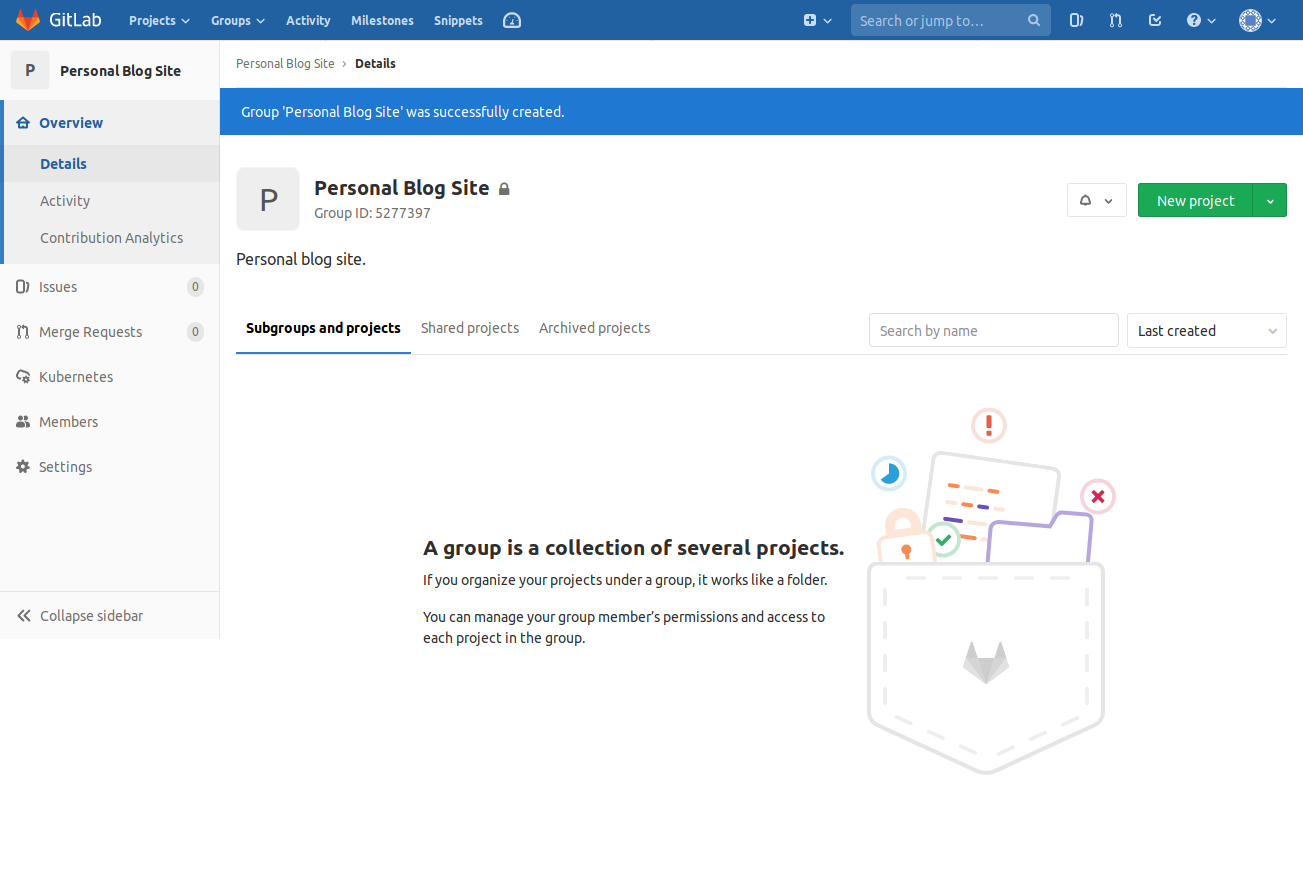 GitLab Projects Groups Activity Milestones Snippets Search or jump to…
P Personal Blog Site
Personal Blog Site › Details
Group 'Personal Blog Site' was successfully created.
Overview
Details
Activity
Contribution Analytics
Issues 0
Merge Requests 0
Kubernetes
Members
Settings
Collapse sidebar
P
Personal Blog Site
Group ID: 5277397
New project
Personal blog site.
Subgroups and projects Shared projects Archived projects Search by name Last created
A group is a collection of several projects.
If you organize your projects under a group, it works like a folder.
You can manage your group member’s permissions and access to
each project in the group.